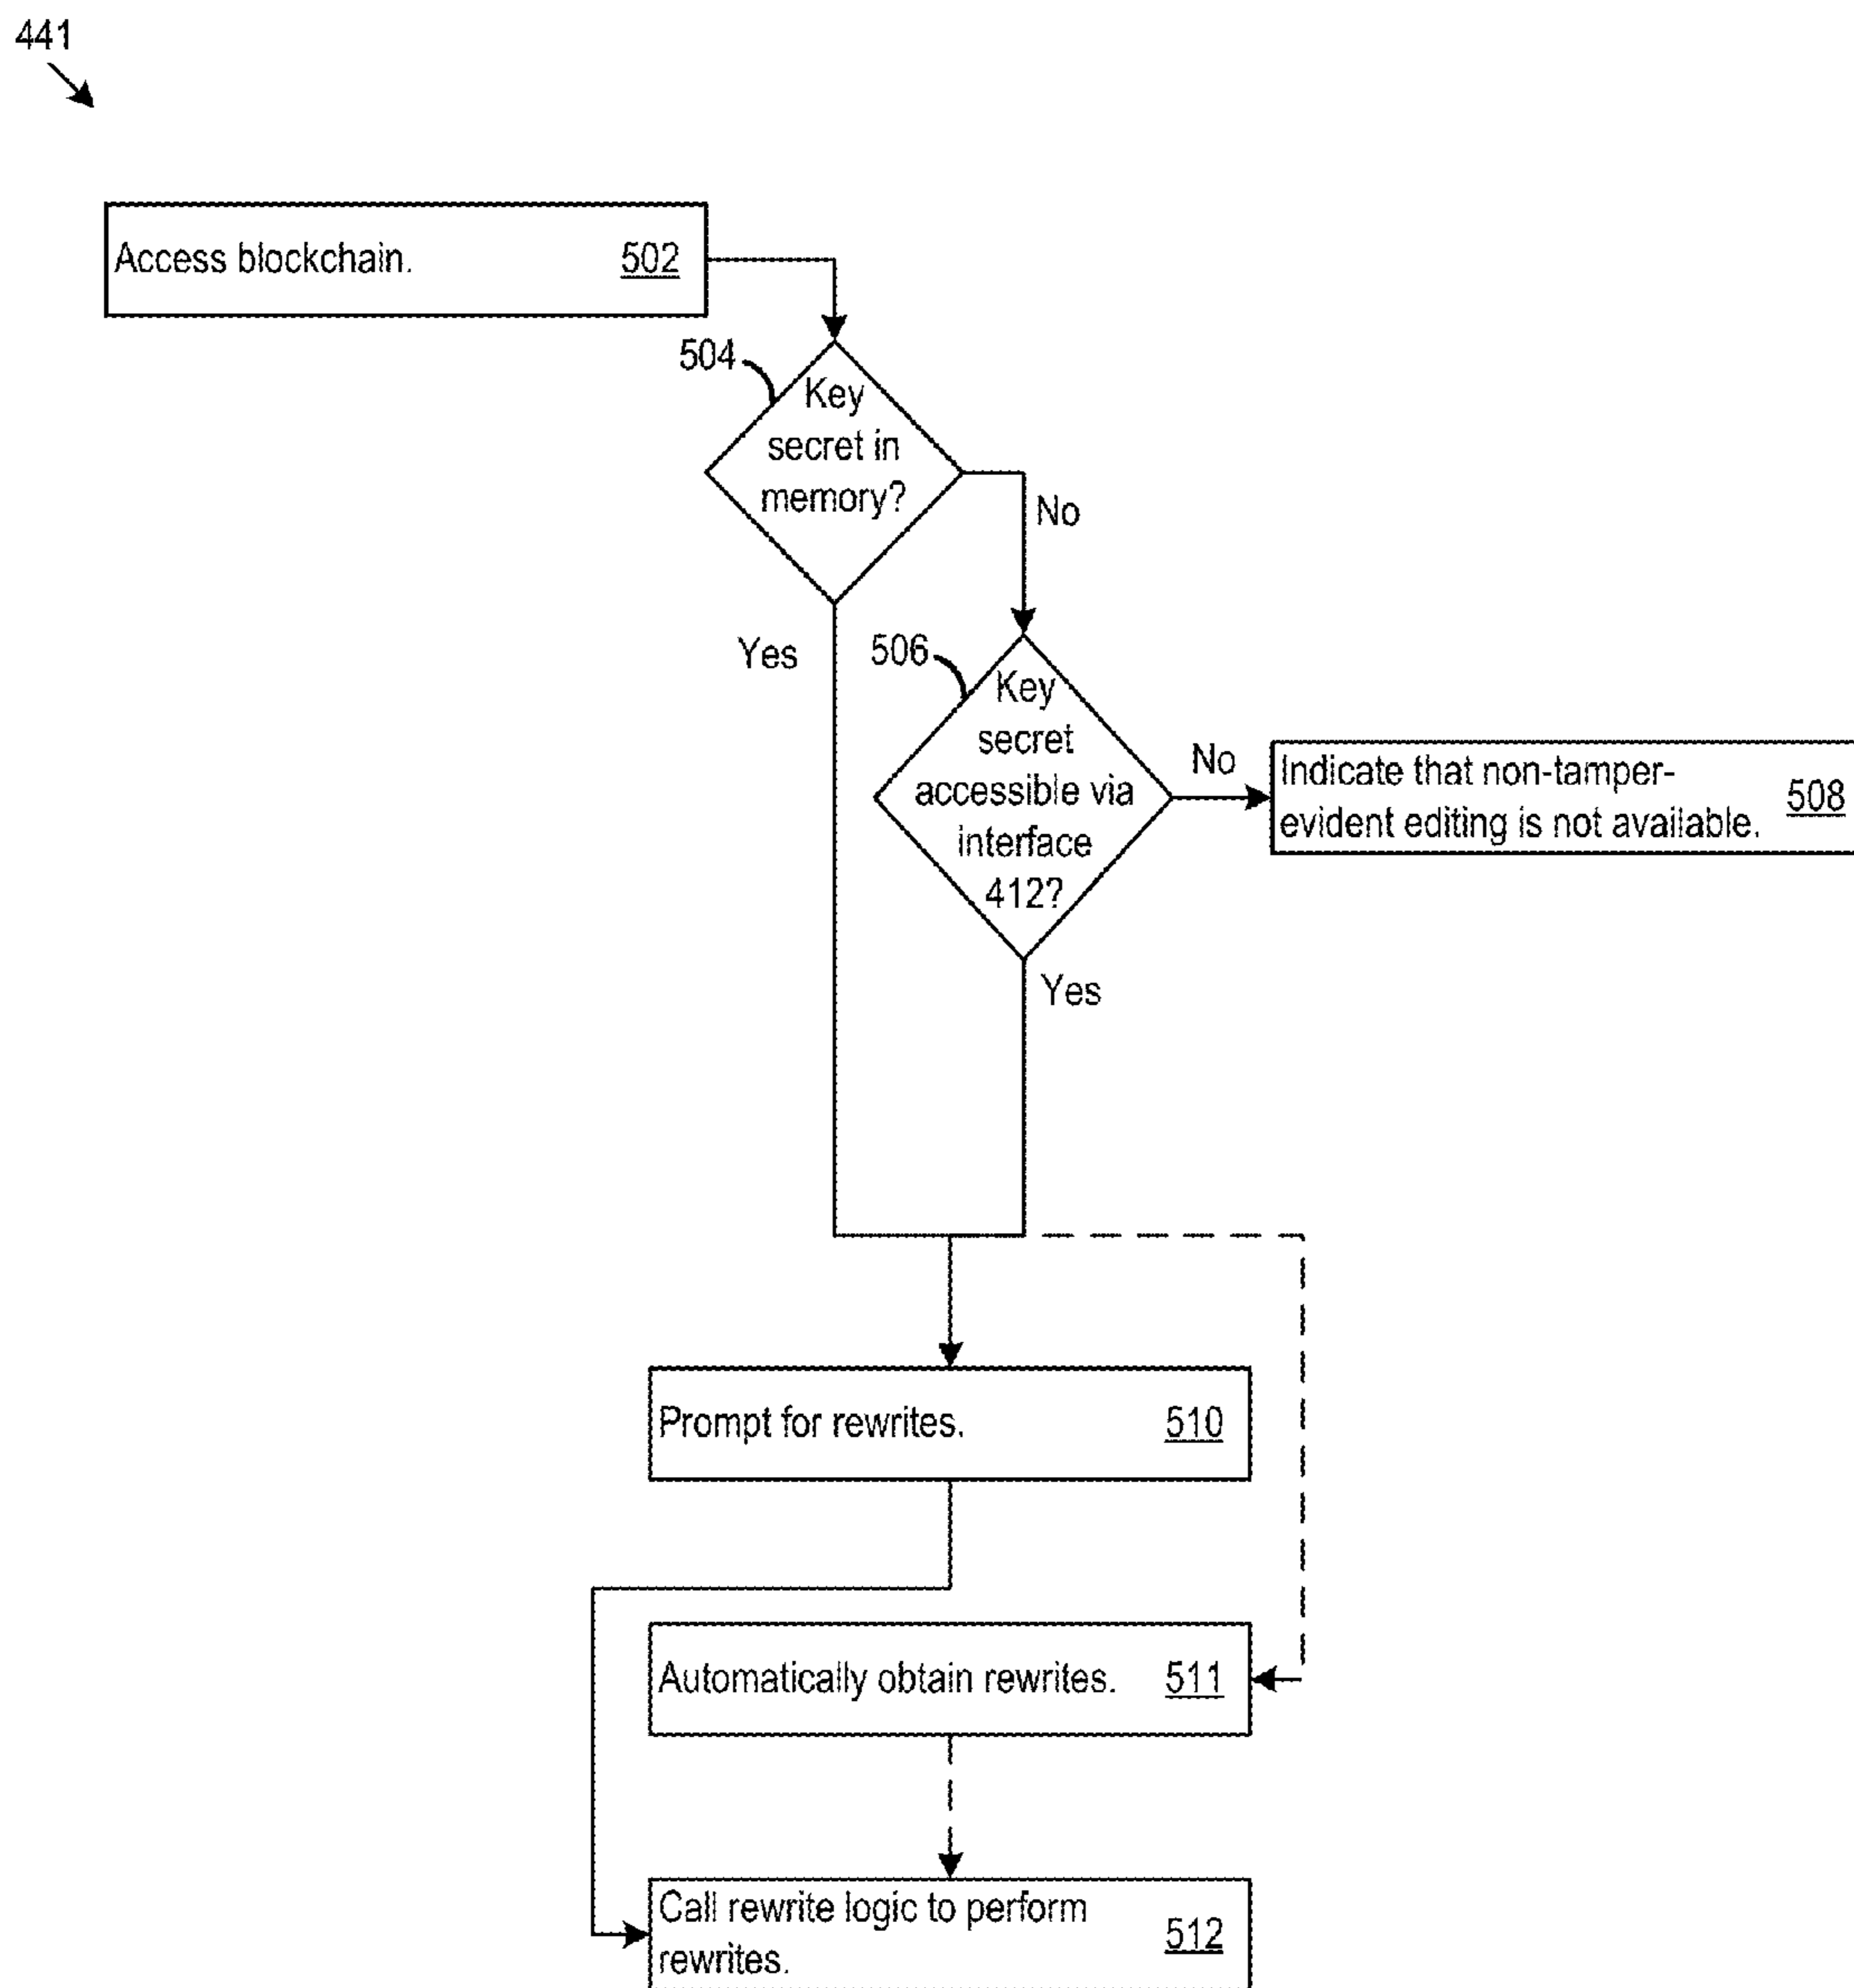 441
Access blockchain. 502
504
Key
secret in
memory?
No
Yes
506
Key
secret
accessible via
interface
412?
No
Indicate that non-tamper-
evident editing is not available. 508
Yes
Prompt for rewrites. 510
Automatically obtain rewrites. 511
Call rewrite logic to perform
rewrites. 512